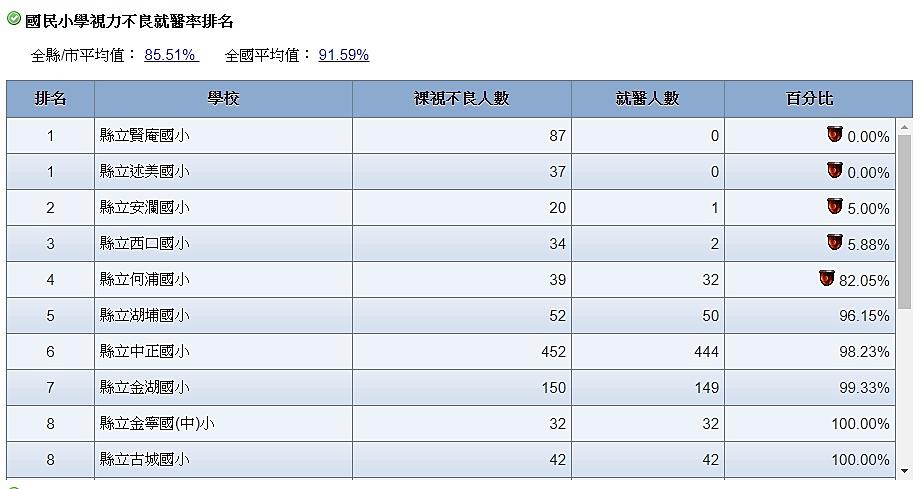 國民小學視力不良就醫率排名
全縣/市平均值： 85.51% 全國平均值： 91.59%
排名 學校 裸視不良人數 就醫人數 百分比
1 縣立賢庵國小 87 0 0.00%
1 縣立述美國小 37 0 0.00%
2 縣立安瀾國小 20 1 5.00%
3 縣立西口國小 34 2 5.88%
4 縣立何浦國小 39 32 82.05%
5 縣立湖埔國小 52 50 96.15%
6 縣立中正國小 452 444 98.23%
7 縣立金湖國小 150 149 99.33%
8 縣立金寧國(中)小 32 32 100.00%
8 縣立古城國小 42 42 100.00%